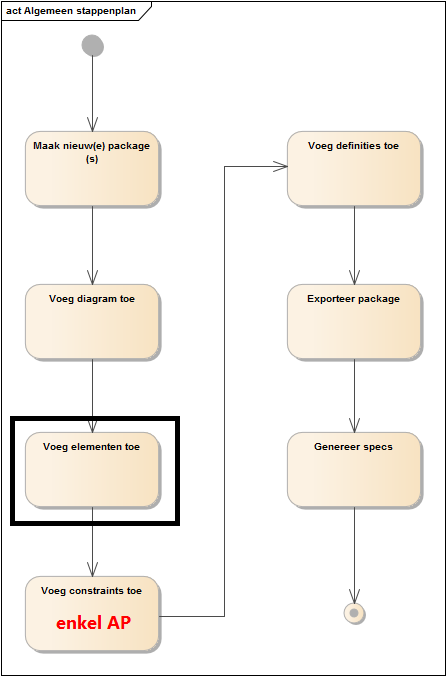 act Algemeen stappenplan
Maak nieuw(e) package
(s)
Voeg diagram toe
Voeg elementen toe
Voeg constraints toe
enkel AP
Voeg definities toe
Exporteer package
Genereer specs